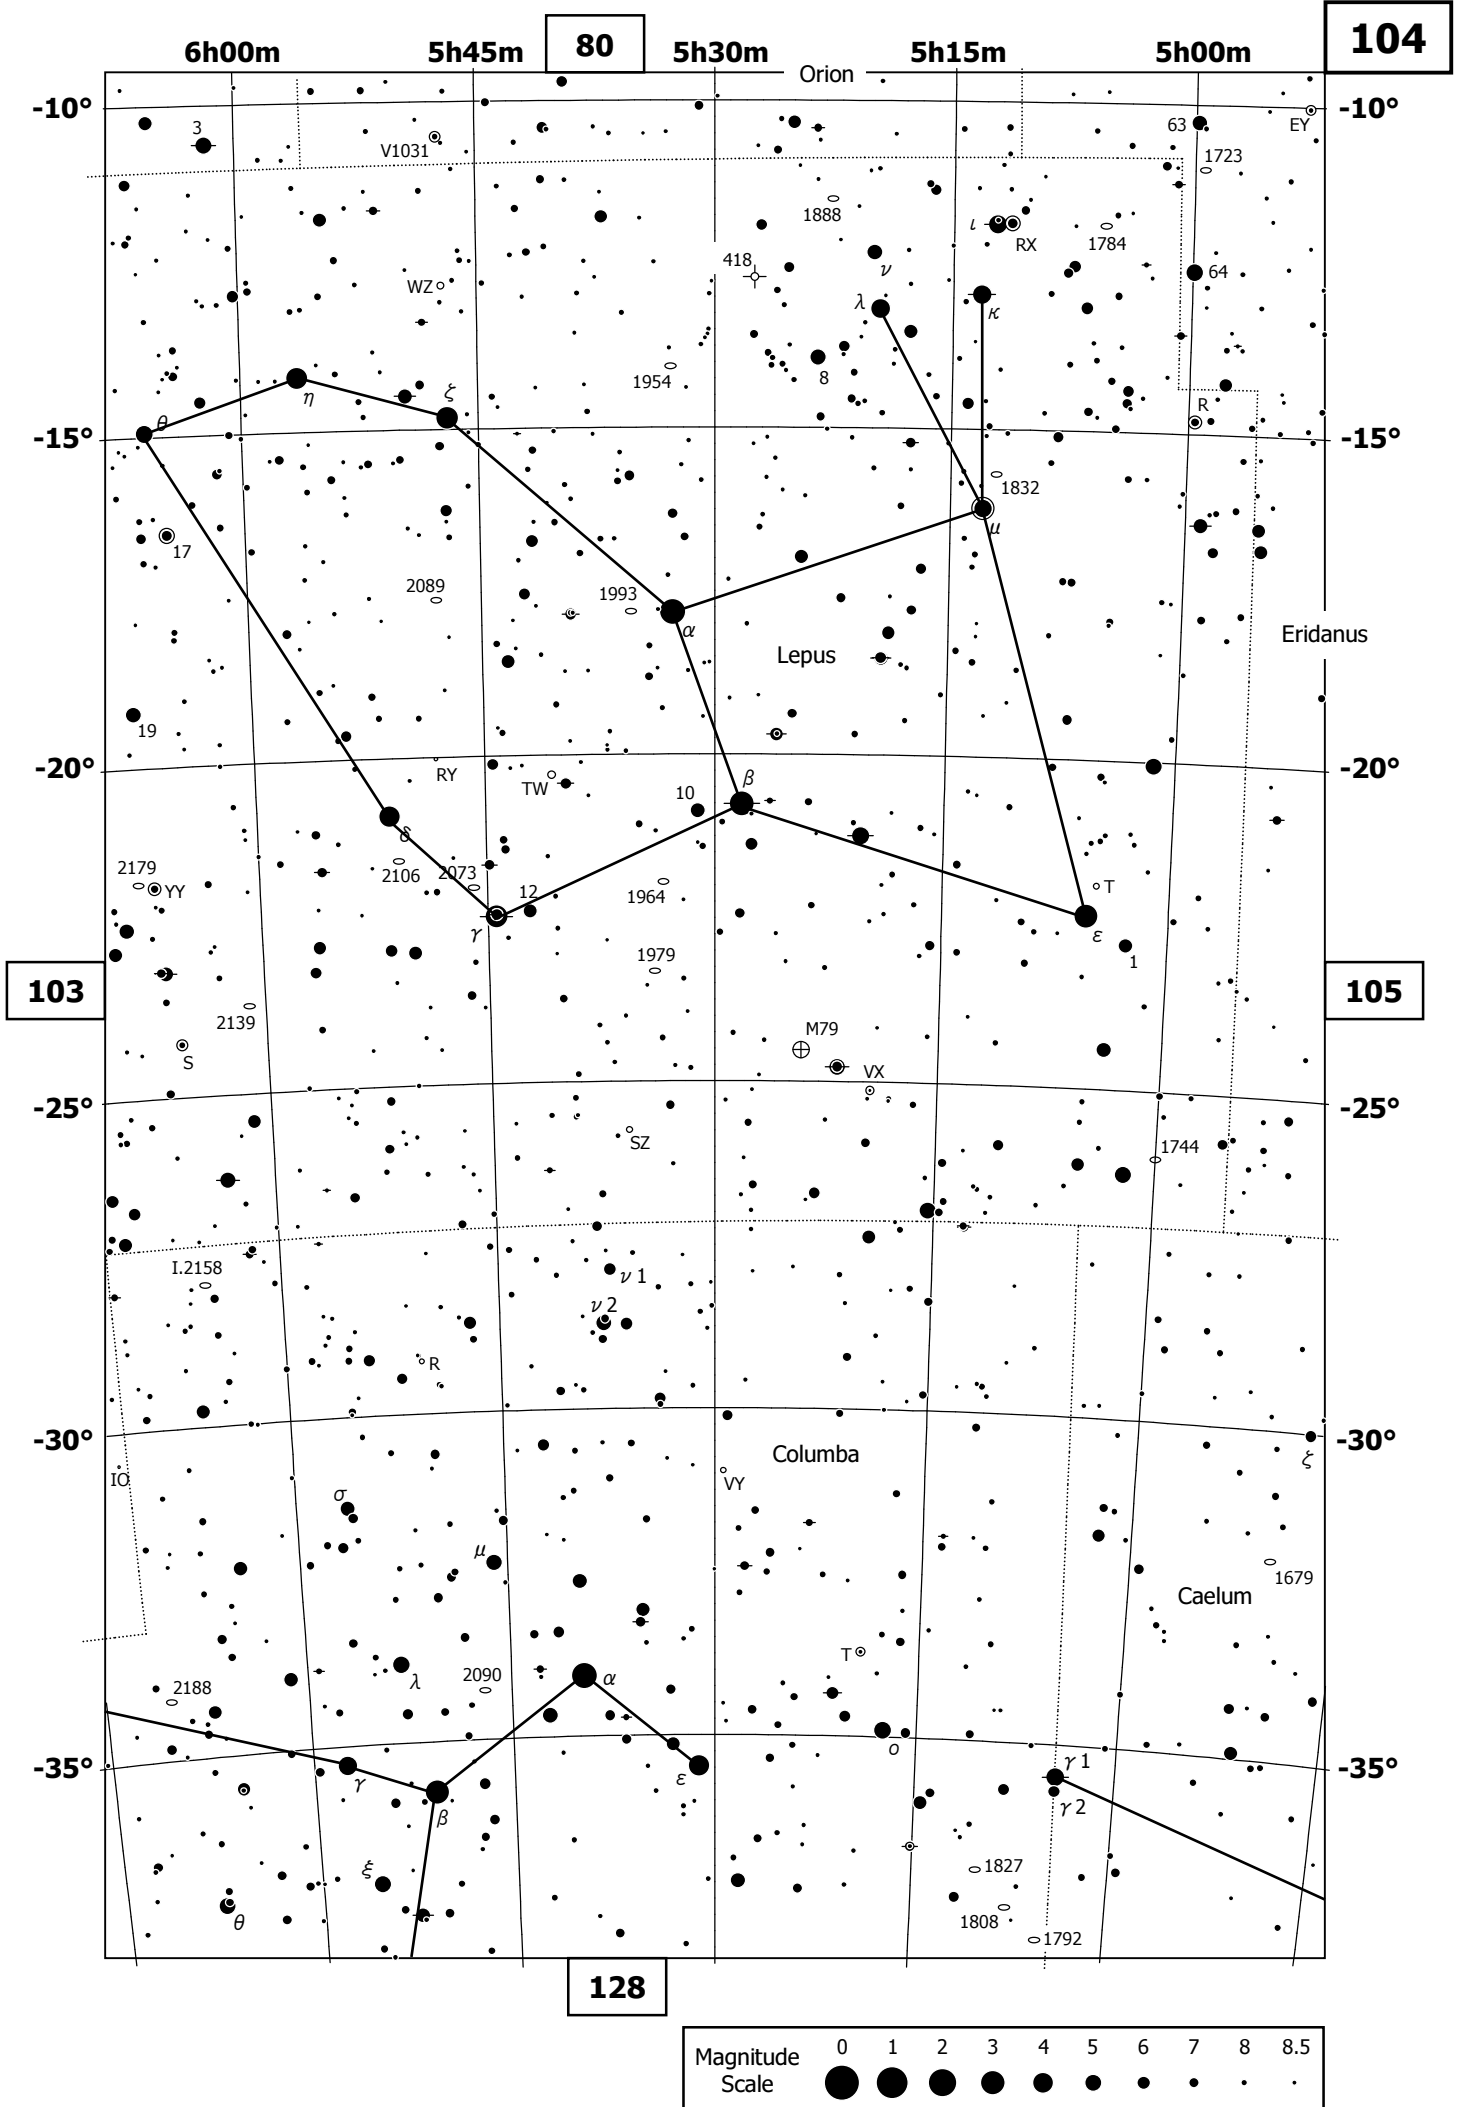 104
80
6h00m 5h45m 5h30m 5h15m 5h00m
Orion
-10° -10°
3
V1031
63
EY
1723
1888
ι
RX
1784
ν
418
64
WZ
λ
κ
1954
8
η
ζ
R
θ
-15° -15°
1832
μ
17
2089
1993
α
Lepus
Eridanus
19
-20° -20°
RY
TW
β
10
δ
2179
YY
2106
2073
12
1964
T
γ
ε
1
1979
103
105
2139
M79
S
VX
-25° -25°
SZ
1744
I.2158
ν 1
ν 2
R
-30° -30°
Columba
ζ
IO
VY
σ
μ
1679
Caelum
T
λ
2090
α
2188
ο
-35° -35°
γ
ε
γ 1
β
γ 2
ξ
1827
θ
1808
1792
128
Magnitude
Scale
0 1 2 3 4 5 6 7 8 8.5